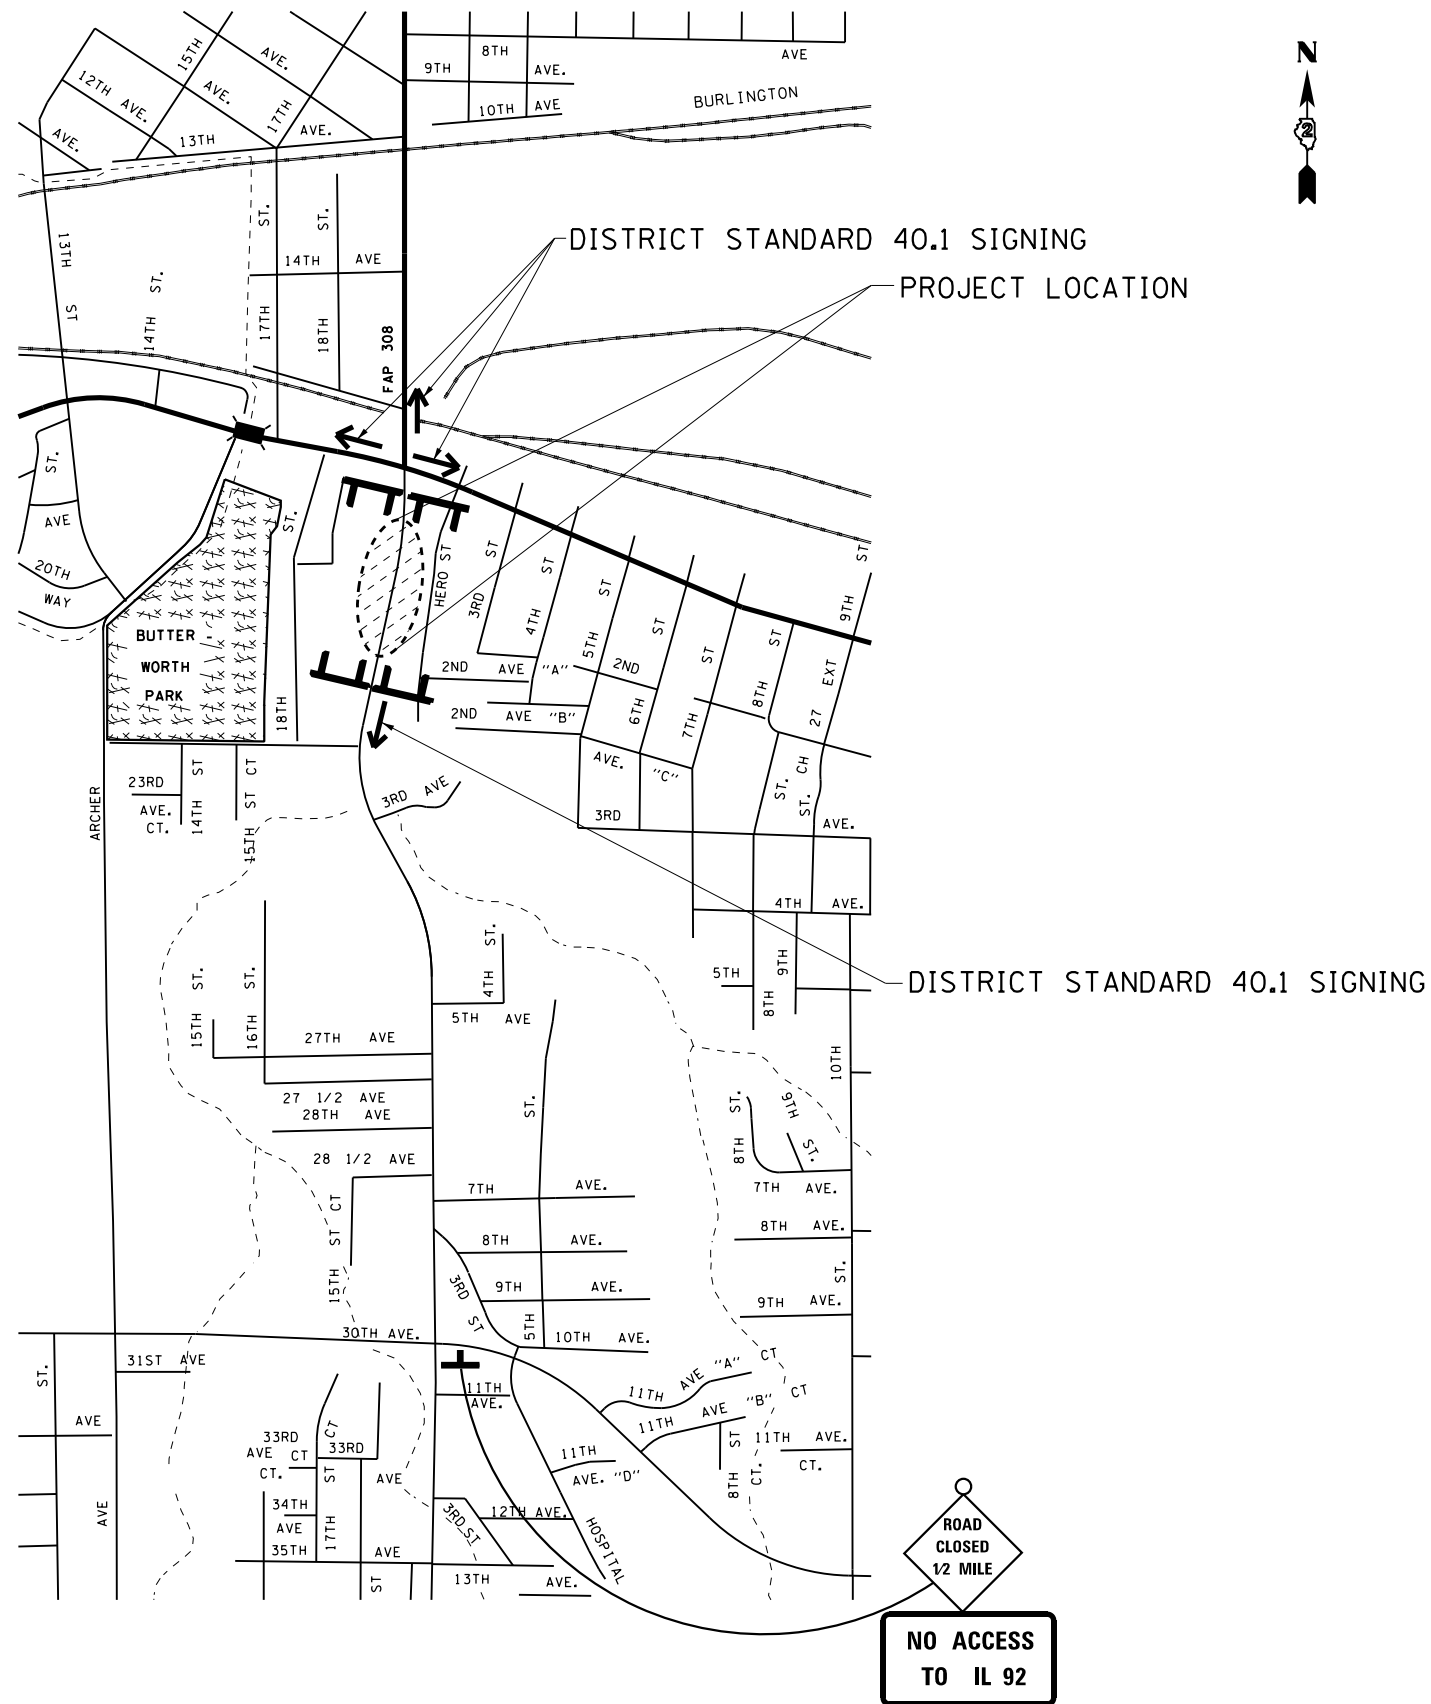 N
2
8TH
AVE
9TH AVE.
10TH AVE
BURLINGTON
15TH
AVE.
12TH AVE.
AVE.
17TH
AVE.
13TH
AVE.
13TH ST
14TH ST.
17TH ST.
18TH ST.
14TH AVE
FAP 308
DISTRICT STANDARD 40.1 SIGNING
PROJECT LOCATION
ST.
AVE
20TH
WAY
BUTTER -
WORTH
PARK
18TH ST.
HERO ST
3RD ST
4TH ST
5TH ST
6TH ST
7TH ST
8TH ST
9TH ST
27 EXT
2ND AVE "A"
2ND
2ND AVE "B"
AVE. "C"
3RD AVE.
ST.
ST. CH
3RD AVE
ARCHER
23RD
AVE.
CT.
14TH ST
15TH ST CT
4TH AVE.
5TH
8TH
9TH
10TH ST.
DISTRICT STANDARD 40.1 SIGNING
4TH ST.
5TH AVE
15TH ST.
16TH ST.
27TH AVE
27 1/2 AVE
28TH AVE
28 1/2 AVE
15TH ST CT
5TH ST.
7TH AVE.
8TH AVE.
9TH AVE.
10TH AVE.
3RD ST
8TH ST.
9TH ST.
7TH AVE.
8TH AVE.
9TH AVE.
30TH AVE.
31ST AVE
ST.
AVE
AVE
11TH
AVE.
11TH AVE "A" CT
11TH AVE "B" CT
11TH AVE.
CT.
8TH ST CT.
11TH
AVE. "D"
33RD
AVE CT
CT.
33RD
AVE
17TH ST CT
34TH
AVE
35TH AVE
ST
3RD ST
12TH AVE.
13TH AVE.
HOSPITAL
ROAD
CLOSED
1/2 MILE
NO ACCESS
TO IL 92